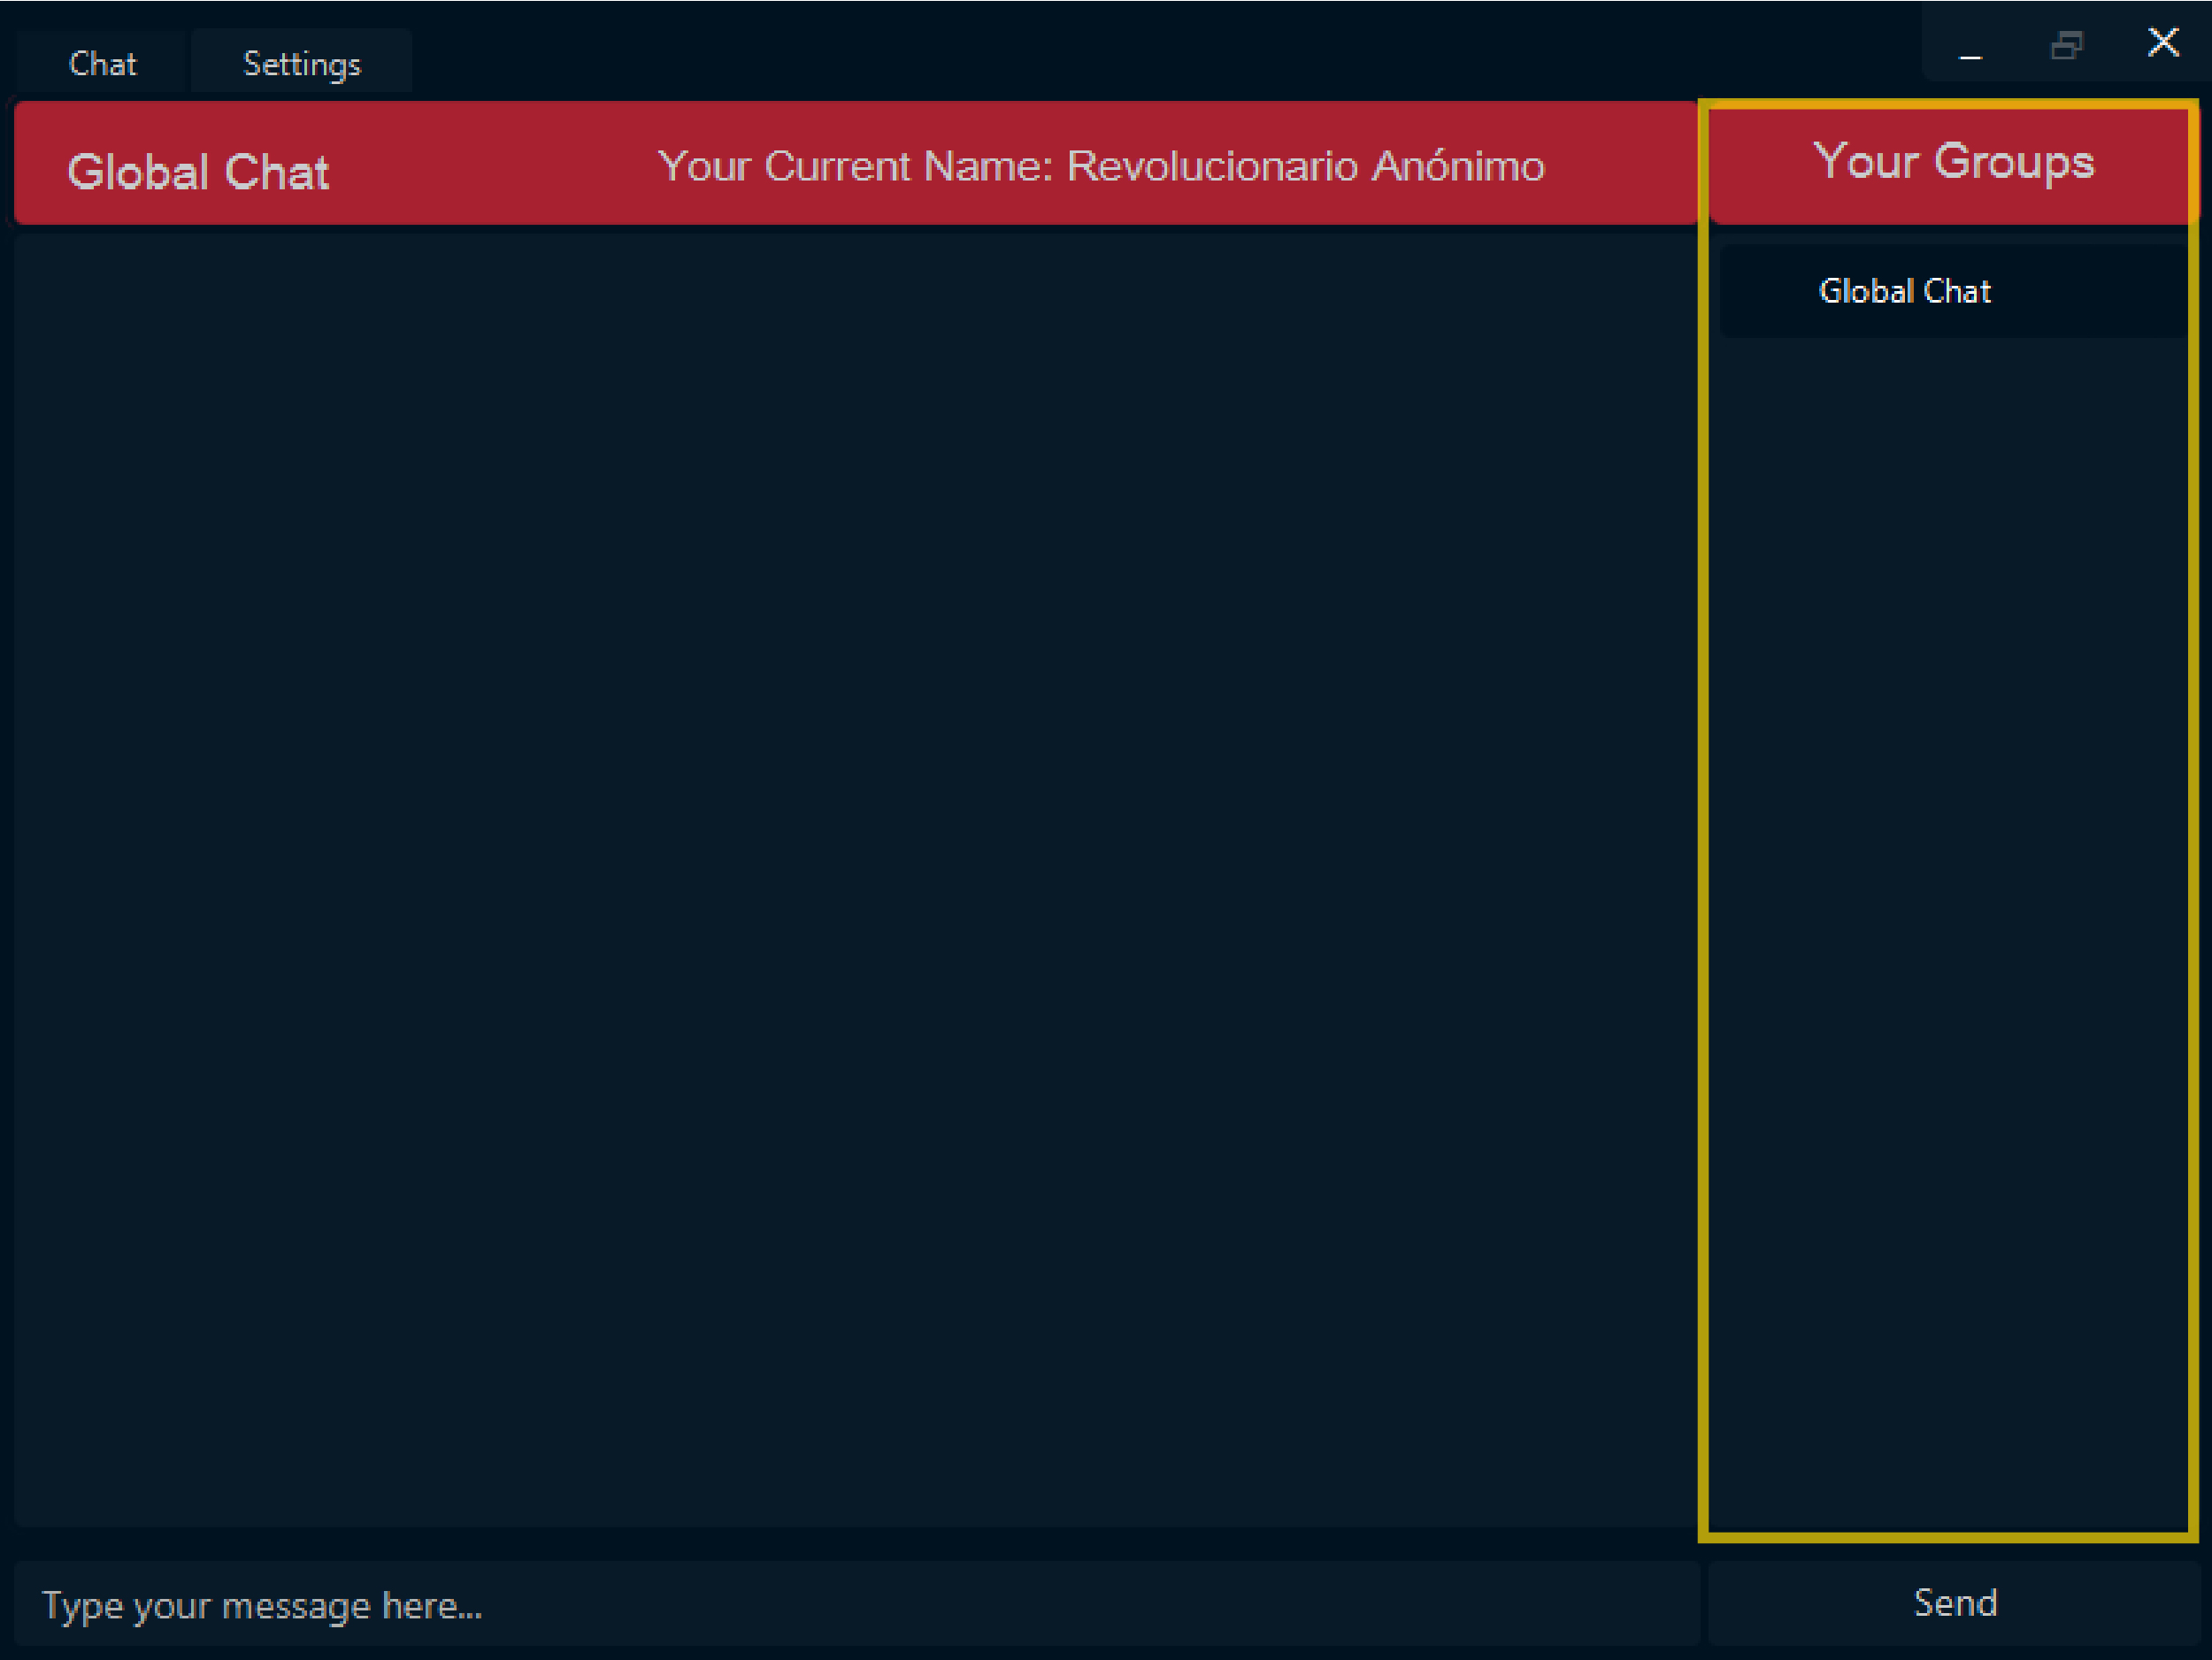 Chat
Settings
Global Chat
Your Current Name: Revolucionario Anónimo
Your Groups
Global Chat
Type your message here...
Send